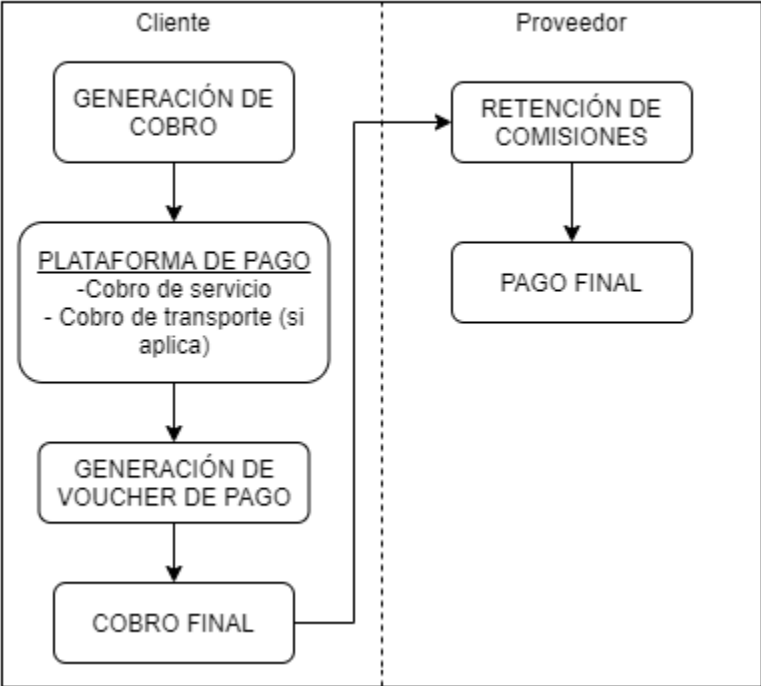 Cliente
GENERACIÓN DE
COBRO
PLATAFORMA DE PAGO
-Cobro de servicio
- Cobro de transporte (si
aplica)
GENERACIÓN DE
VOUCHER DE PAGO
COBRO FINAL
Proveedor
RETENCIÓN DE
COMISIONES
PAGO FINAL